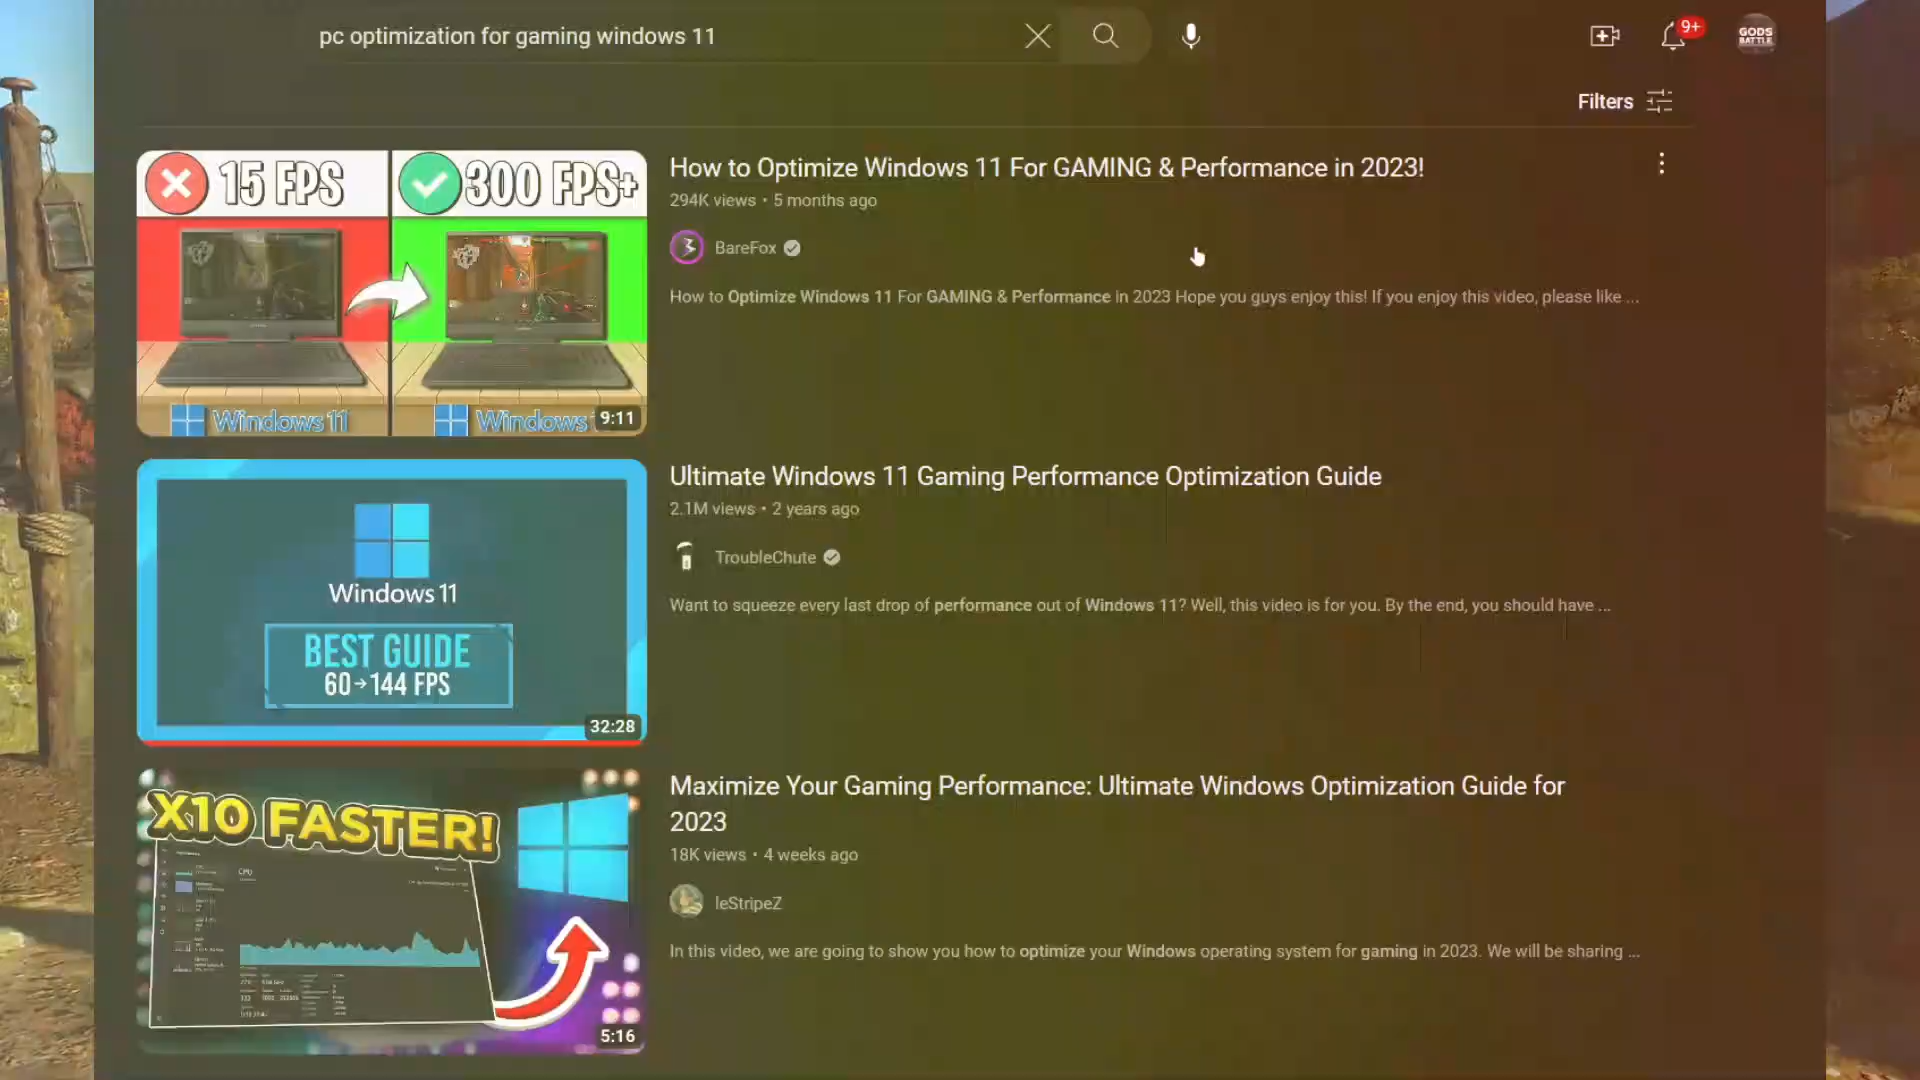 pc optimization for gaming windows 11
9+
GODS
BATTLE
Filters
15 FPS
300 FPS+
Windows 11
Windows
9:11
How to Optimize Windows 11 For GAMING & Performance in 2023!
294K views • 5 months ago
BareFox
How to Optimize Windows 11 For GAMING & Performance in 2023 Hope you guys enjoy this! If you enjoy this video, please like ...
Windows 11
BEST GUIDE
60→144 FPS
32:28
Ultimate Windows 11 Gaming Performance Optimization Guide
2.1M views • 2 years ago
TroubleChute
Want to squeeze every last drop of performance out of Windows 11? Well, this video is for you. By the end, you should have ...
X10 FASTER!
CPU
5:16
Maximize Your Gaming Performance: Ultimate Windows Optimization Guide for
2023
18K views • 4 weeks ago
leStripeZ
In this video, we are going to show you how to optimize your Windows operating system for gaming in 2023. We will be sharing ...